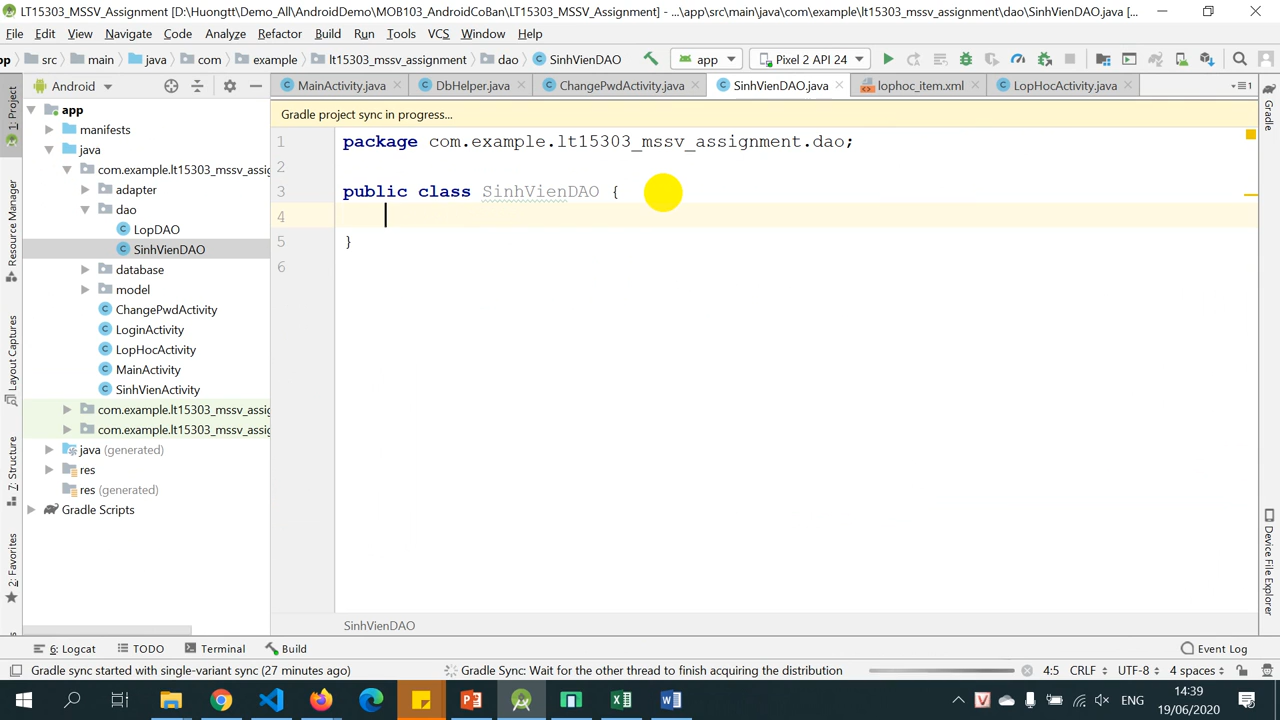 LT15303_MSSV_Assignment [D:\Huongtt\Demo_All\AndroidDemo\MOB103_AndroidCoBan\LT15303_MSSV_Assignment] - ...\app\src\main\java\com\example\lt15303_mssv_assignment\dao\SinhVienDAO.java [...
File Edit View Navigate Code Analyze Refactor Build Run Tools VCS Window Help
pp src main java com example lt15303_mssv_assignment dao SinhVienDAO app Pixel 2 API 24
Android MainActivity.java DbHelper.java ChangePwdActivity.java SinhVienDAO.java lophoc_item.xml LopHocActivity.java
Gradle project sync in progress...
1: Project
Resource Manager
Layout Captures
7: Structure
2: Favorites
app
manifests
java
com.example.lt15303_mssv_assig
adapter
dao
LopDAO
SinhVienDAO
database
model
ChangePwdActivity
LoginActivity
LopHocActivity
MainActivity
SinhVienActivity
com.example.lt15303_mssv_assig
com.example.lt15303_mssv_assig
java (generated)
res
res (generated)
Gradle Scripts
1 package com.example.lt15303_mssv_assignment.dao;
2
3 public class SinhVienDAO {
4
5 }
6
SinhVienDAO
Gradle
Device File Explorer
6: Logcat TODO Terminal Build Event Log
Gradle sync started with single-variant sync (27 minutes ago) Gradle Sync: Wait for the other thread to finish acquiring the distribution 4:5 CRLF UTF-8 4 spaces
ENG
14:39
19/06/2020